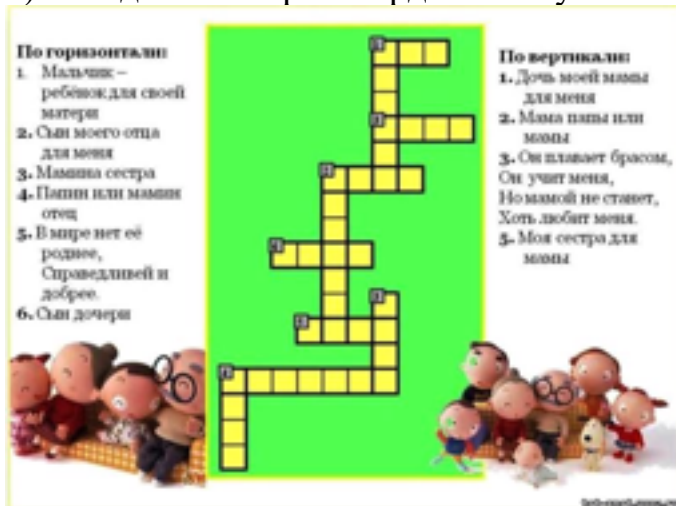 По горизонтали:
1. Мальчик –
ребёнок для своей
матери
2. Сын моего отца
для меня
3. Мамина сестра
4. Папин или мамин
отец
5. В мире нет её
роднее,
Справедливей и
добрее.
6. Сын дочери
По вертикали:
1. Дочь моей мамы
для меня
2. Мама папы или
мамы
3. Он плавает брасом,
Он учит меня,
Но мамой не станет,
Хоть любит меня.
5. Моя сестра для
мамы